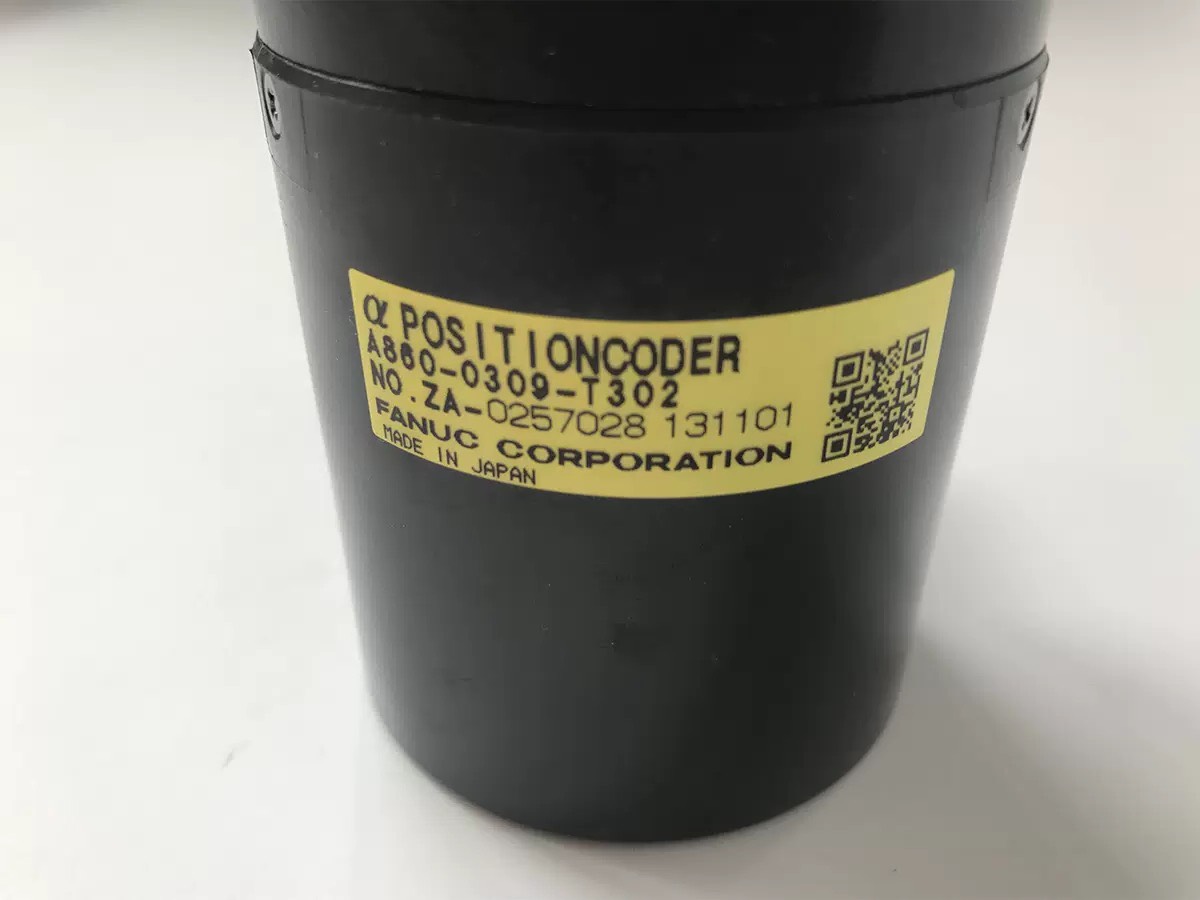 α POSITIONCODER
A860-0309-T302
NO.ZA-0257028 131101
FANUC CORPORATION
MADE IN JAPAN